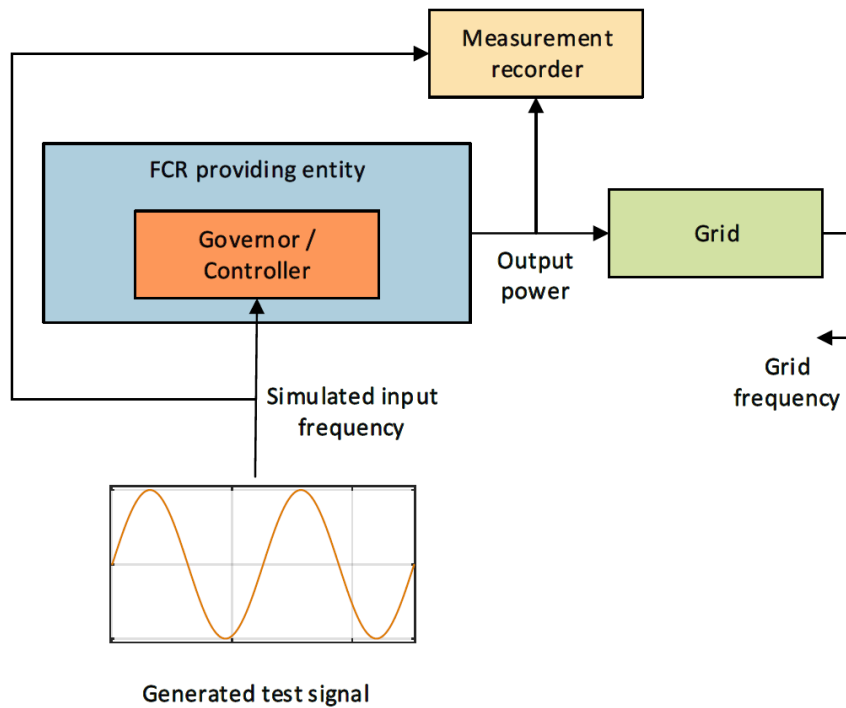 Measurement
recorder
FCR providing entity
Governor /
Controller
Grid
Output
power
Grid
frequency
Simulated input
frequency
Generated test signal